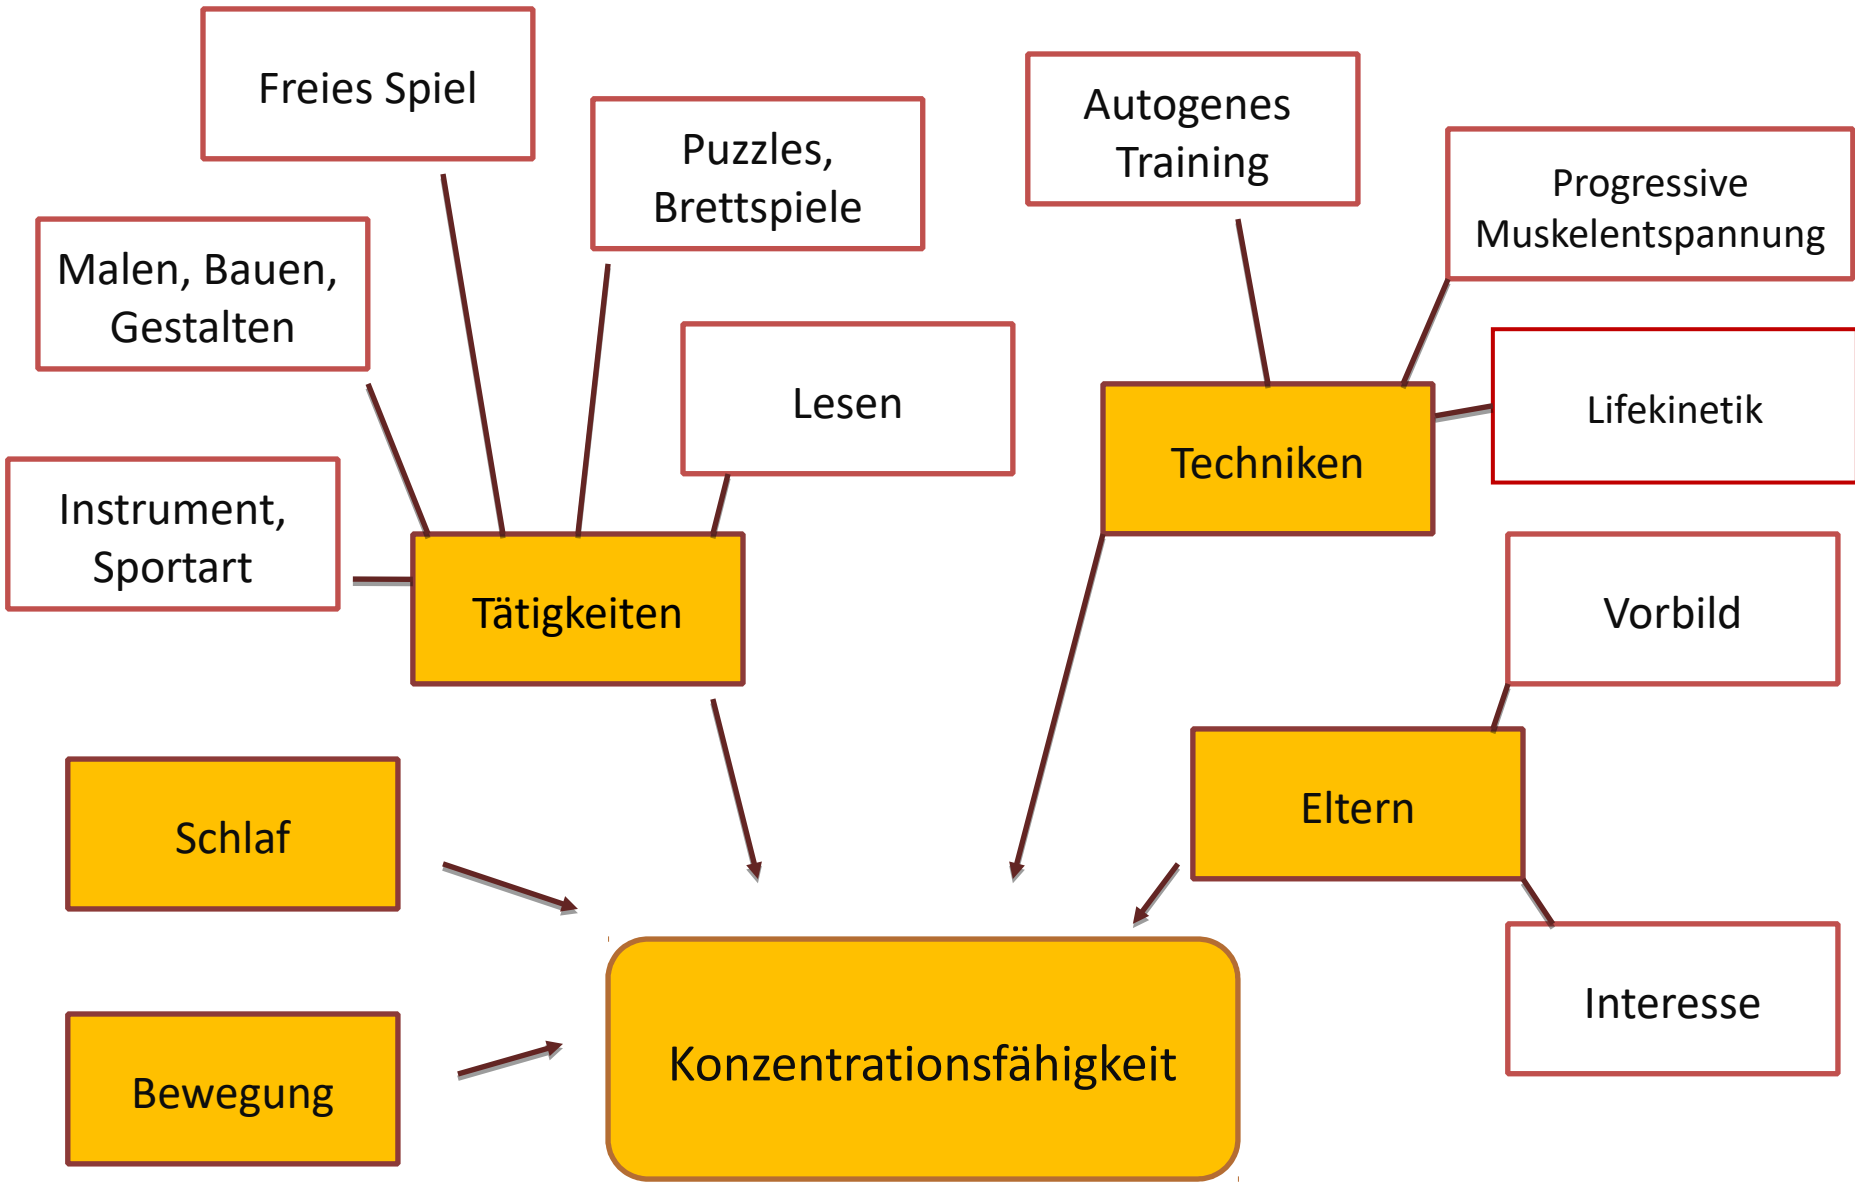 Freies Spiel
Autogenes
Training
Puzzles,
Brettspiele
Progressive
Muskelentspannung
Malen, Bauen,
Gestalten
Lesen
Lifekinetik
Techniken
Instrument,
Sportart
Tätigkeiten
Vorbild
Schlaf
Eltern
Interesse
Bewegung
Konzentrationsfähigkeit